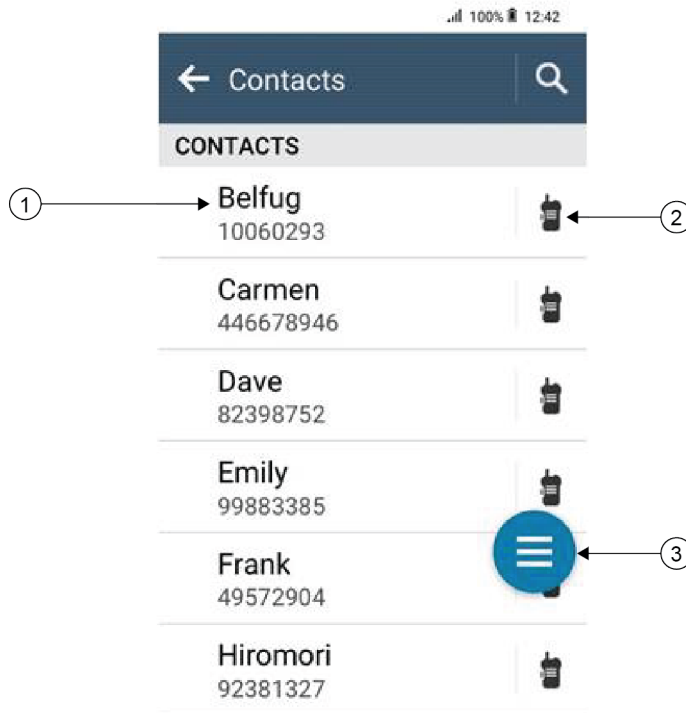 100% 12:42
Contacts
CONTACTS
1
Belfug
10060293
2
Carmen
446678946
Dave
82398752
Emily
99883385
3
Frank
49572904
Hiromori
92381327